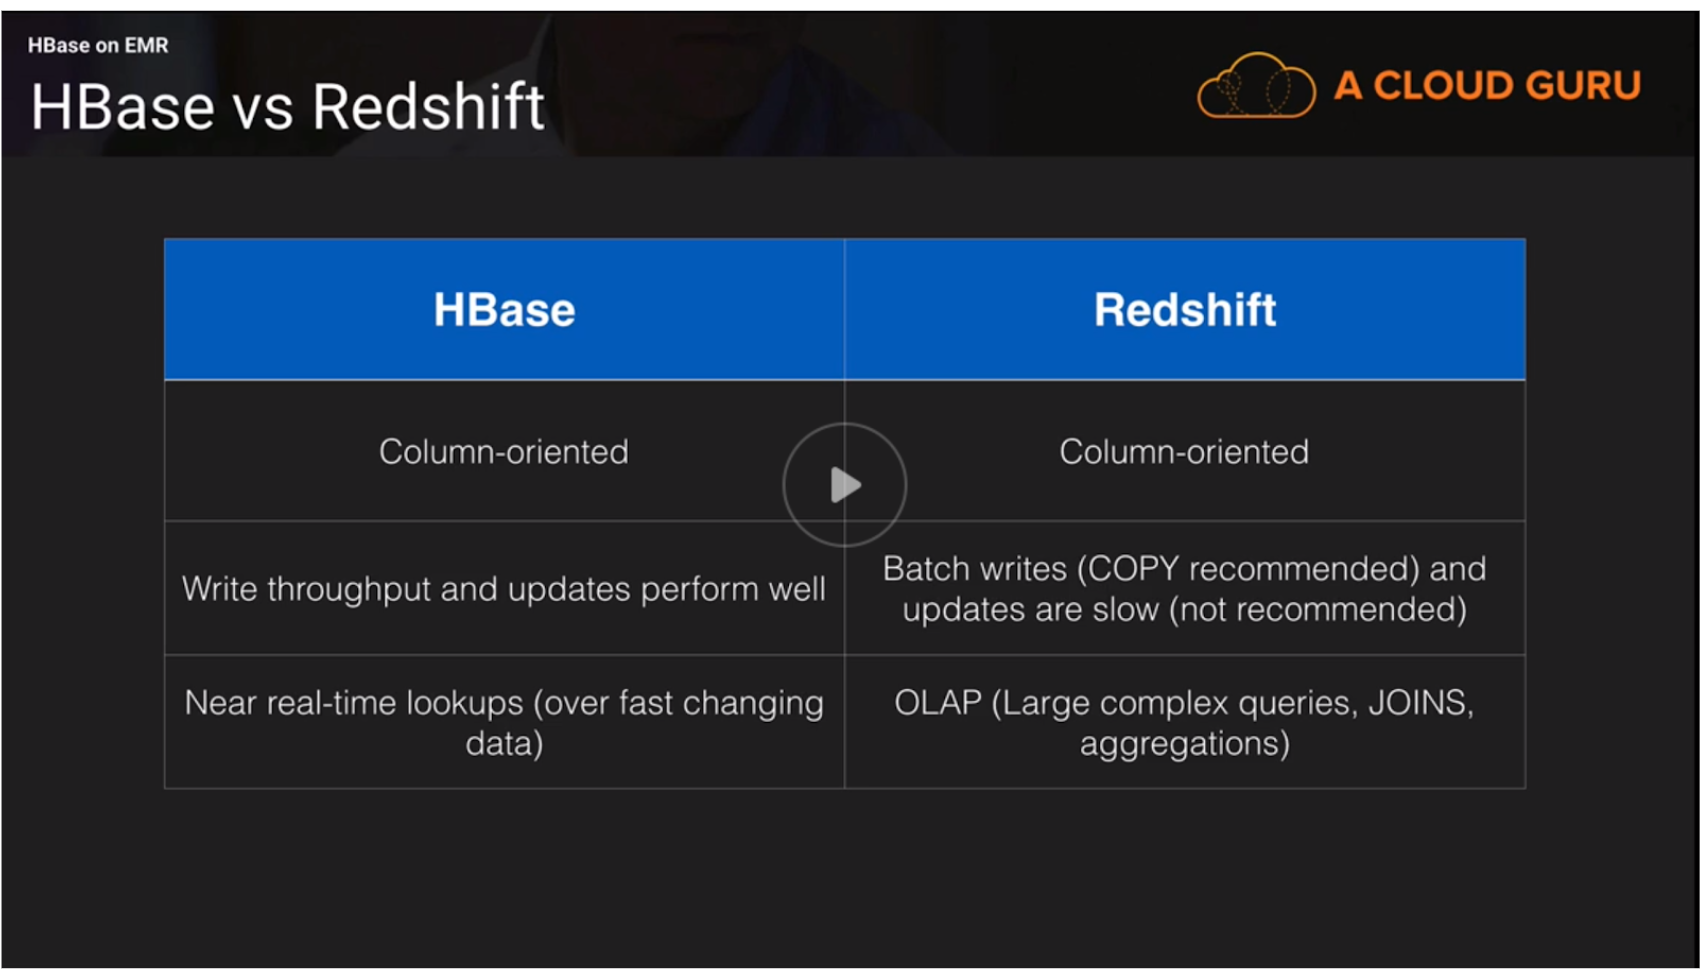 HBase on EMR
HBase vs Redshift
A CLOUD GURU
HBase
Redshift
Column-oriented
Column-oriented
Write throughput and updates perform well
Batch writes (COPY recommended) and
updates are slow (not recommended)
Near real-time lookups (over fast changing
data)
OLAP (Large complex queries, JOINS,
aggregations)